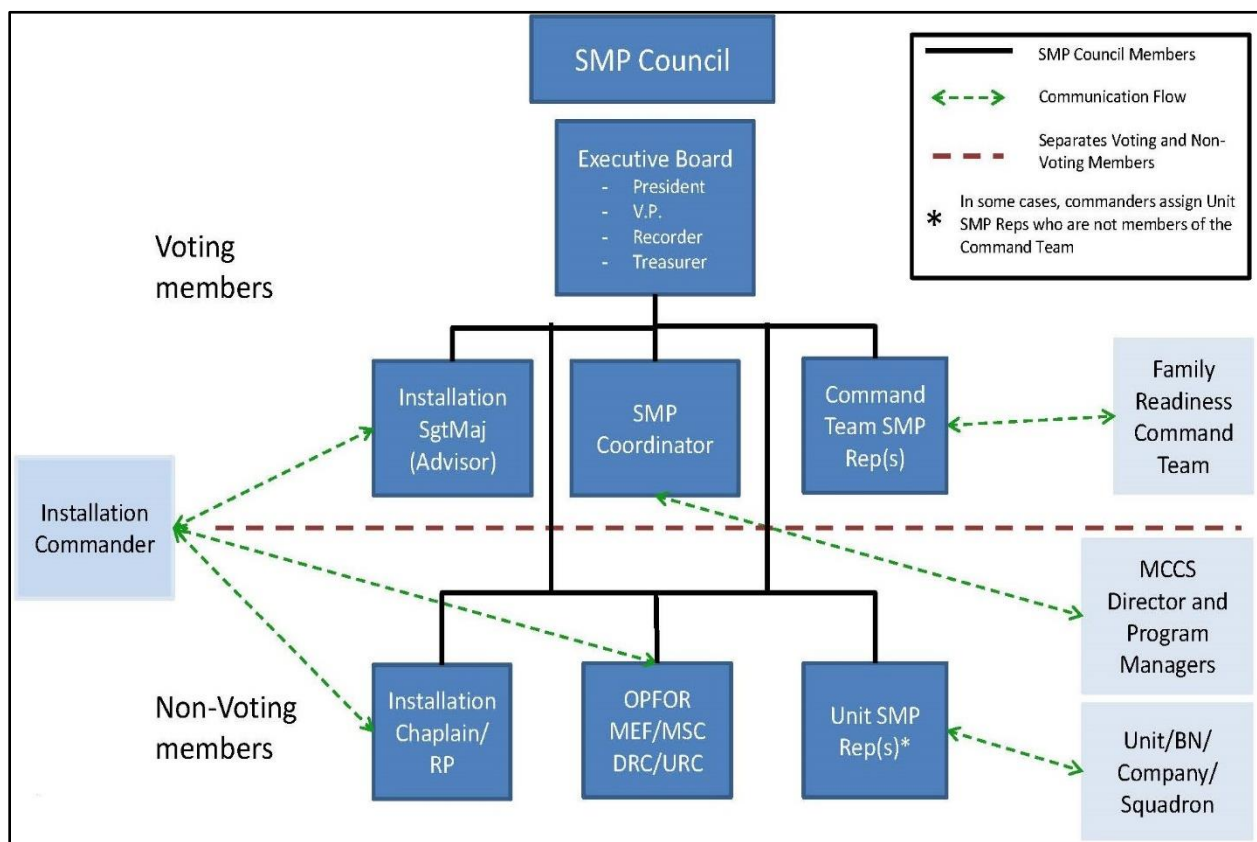 SMP Council
SMP Council Members
Communication Flow
Separates Voting and Non-
Voting Members
* In some cases, commanders assign Unit
SMP Reps who are not members of the
Command Team
Executive Board
- President
- V.P.
- Recorder
- Treasurer
Voting
members
Installation
SgtMaj
(Advisor)
SMP
Coordinator
Command
Team SMP
Rep(s)
Family
Readiness
Command
Team
Installation
Commander
MCCS
Director and
Program
Managers
Non-Voting
members
Installation
Chaplain/
RP
OPFOR
MEF/MSC
DRC/URC
Unit SMP
Rep(s)*
Unit/BN/
Company/
Squadron